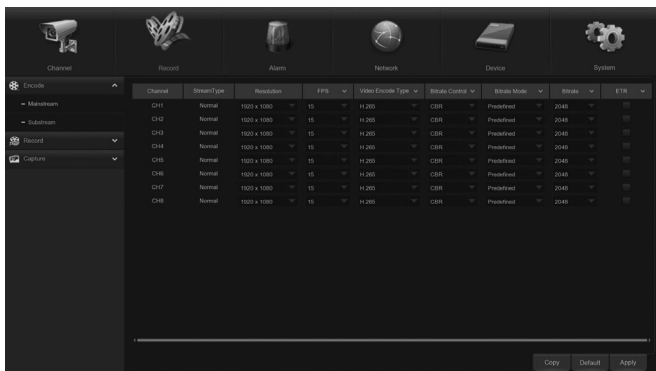 Channel Record Alarm Network Device System
Encode
Mainstream
Substream
Record
Capture
Channel StreamType Resolution FPS Video Encode Type Bitrate Control Bitrate Mode Bitrate ETR
CH1 Normal 1920 x 1080 15 H.265 CBR Predefined 2048
CH2 Normal 1920 x 1080 15 H.265 CBR Predefined 2048
CH3 Normal 1920 x 1080 15 H.265 CBR Predefined 2048
CH4 Normal 1920 x 1080 15 H.265 CBR Predefined 2048
CH5 Normal 1920 x 1080 15 H.265 CBR Predefined 2048
CH6 Normal 1920 x 1080 15 H.265 CBR Predefined 2048
CH7 Normal 1920 x 1080 15 H.265 CBR Predefined 2048
CH8 Normal 1920 x 1080 15 H.265 CBR Predefined 2048
Copy Default Apply